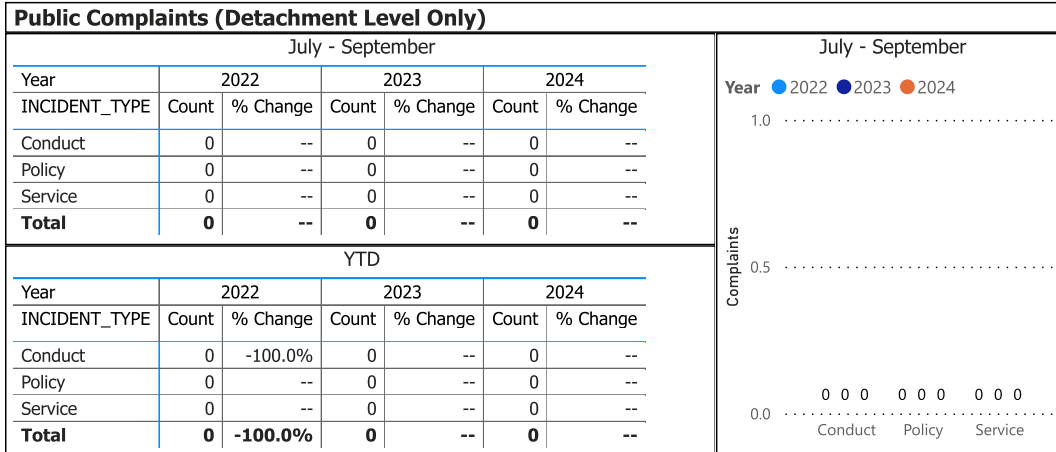 Public Complaints (Detachment Level Only)
July - September
Year 2022 2023 2024
INCIDENT_TYPE Count % Change Count % Change Count % Change
Conduct 0 -- 0 -- 0 --
Policy 0 -- 0 -- 0 --
Service 0 -- 0 -- 0 --
Total 0 -- 0 -- 0 --
YTD
Year 2022 2023 2024
INCIDENT_TYPE Count % Change Count % Change Count % Change
Conduct 0 -100.0% 0 -- 0 --
Policy 0 -- 0 -- 0 --
Service 0 -- 0 -- 0 --
Total 0 -100.0% 0 -- 0 --
July - September
Year 2022 2023 2024
1.0
Complaints
0.5
0 0 0 0 0 0 0 0 0
0.0
Conduct Policy Service